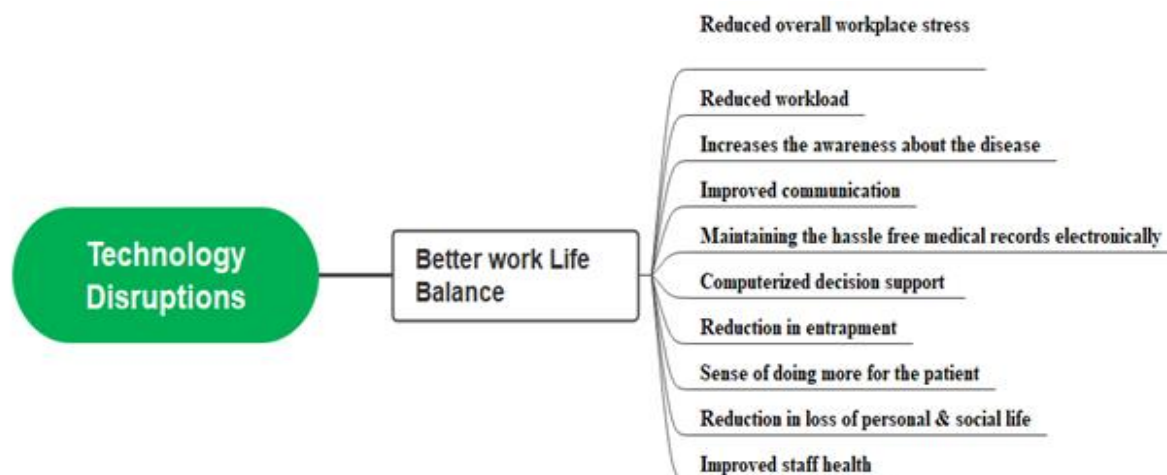 Technology
Disruptions
Better work Life
Balance
Reduced overall workplace stress
Reduced workload
Increases the awareness about the disease
Improved communication
Maintaining the hassle free medical records electronically
Computerized decision support
Reduction in entrapment
Sense of doing more for the patient
Reduction in loss of personal & social life
Improved staff health